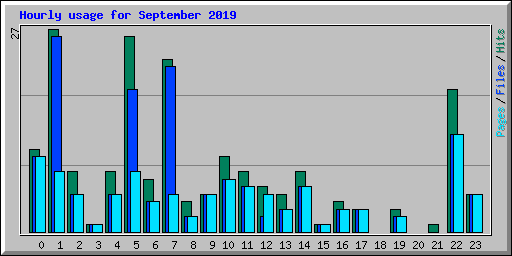 Hourly usage for September 2019
27
Pages/Files/Hits
0 1 2 3 4 5 6 7 8 9 10 11 12 13 14 15 16 17 18 19 20 21 22 23